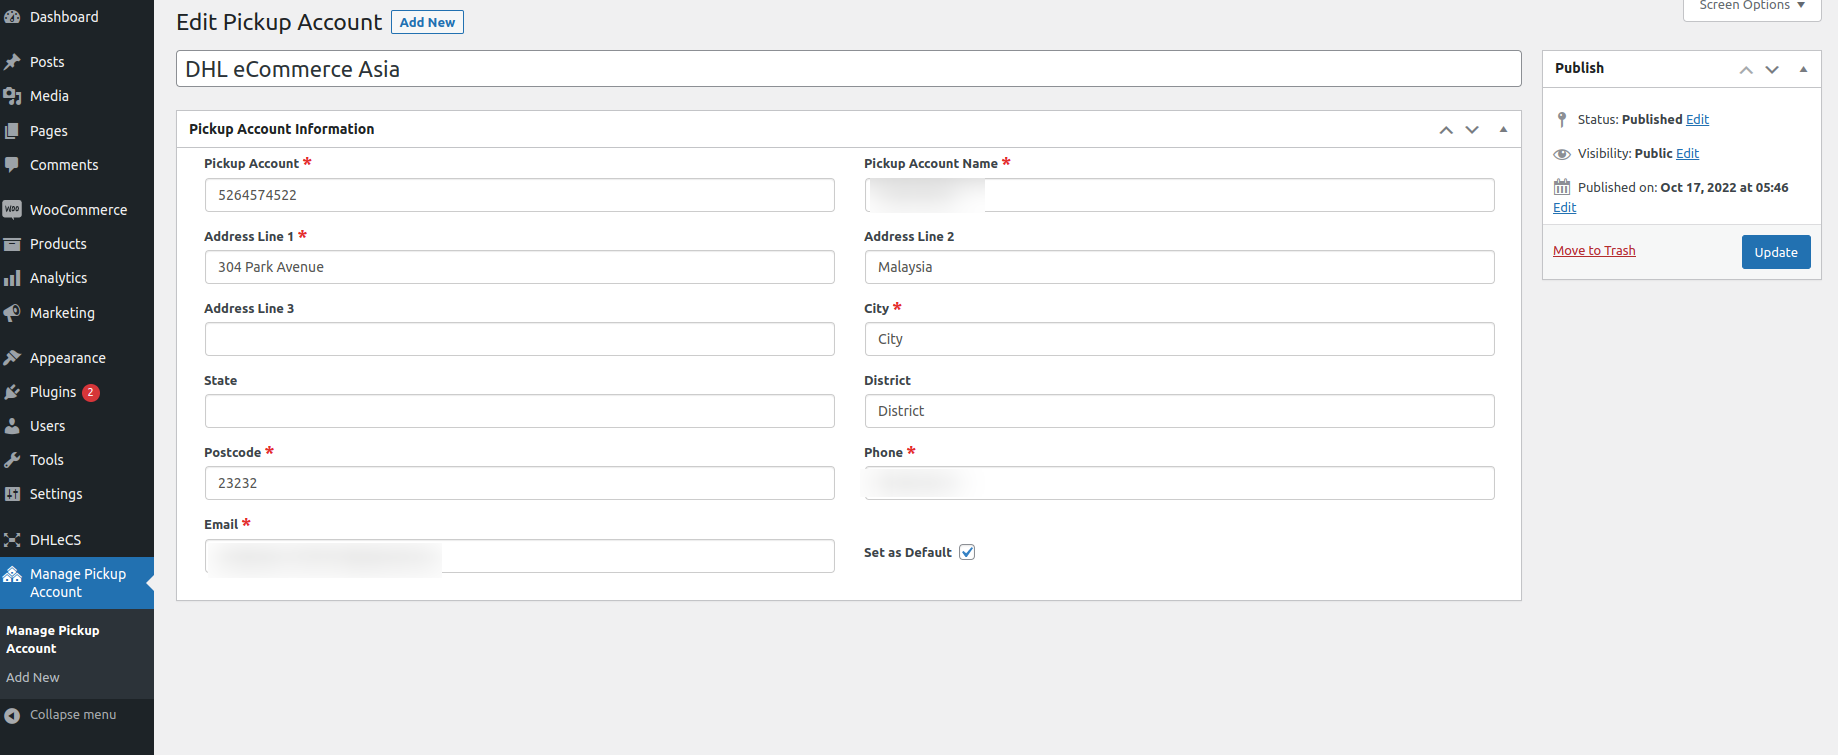 Dashboard
Posts
Media
Pages
Comments
WOO WooCommerce
Products
Analytics
Marketing
Appearance
Plugins 2
Users
Tools
Settings
DHLeCS
Manage Pickup
Account
Manage Pickup
Account
Add New
Collapse menu
Screen Options
Edit Pickup Account Add New
DHL eCommerce Asia
Pickup Account Information
Pickup Account *
5264574522
Pickup Account Name *
Address Line 1 *
304 Park Avenue
Address Line 2
Malaysia
Address Line 3
City *
City
State
District
District
Postcode *
23232
Phone *
Email *
Set as Default
Publish
Status: Published Edit
Visibility: Public Edit
Published on: Oct 17, 2022 at 05:46
Edit
Move to Trash
Update